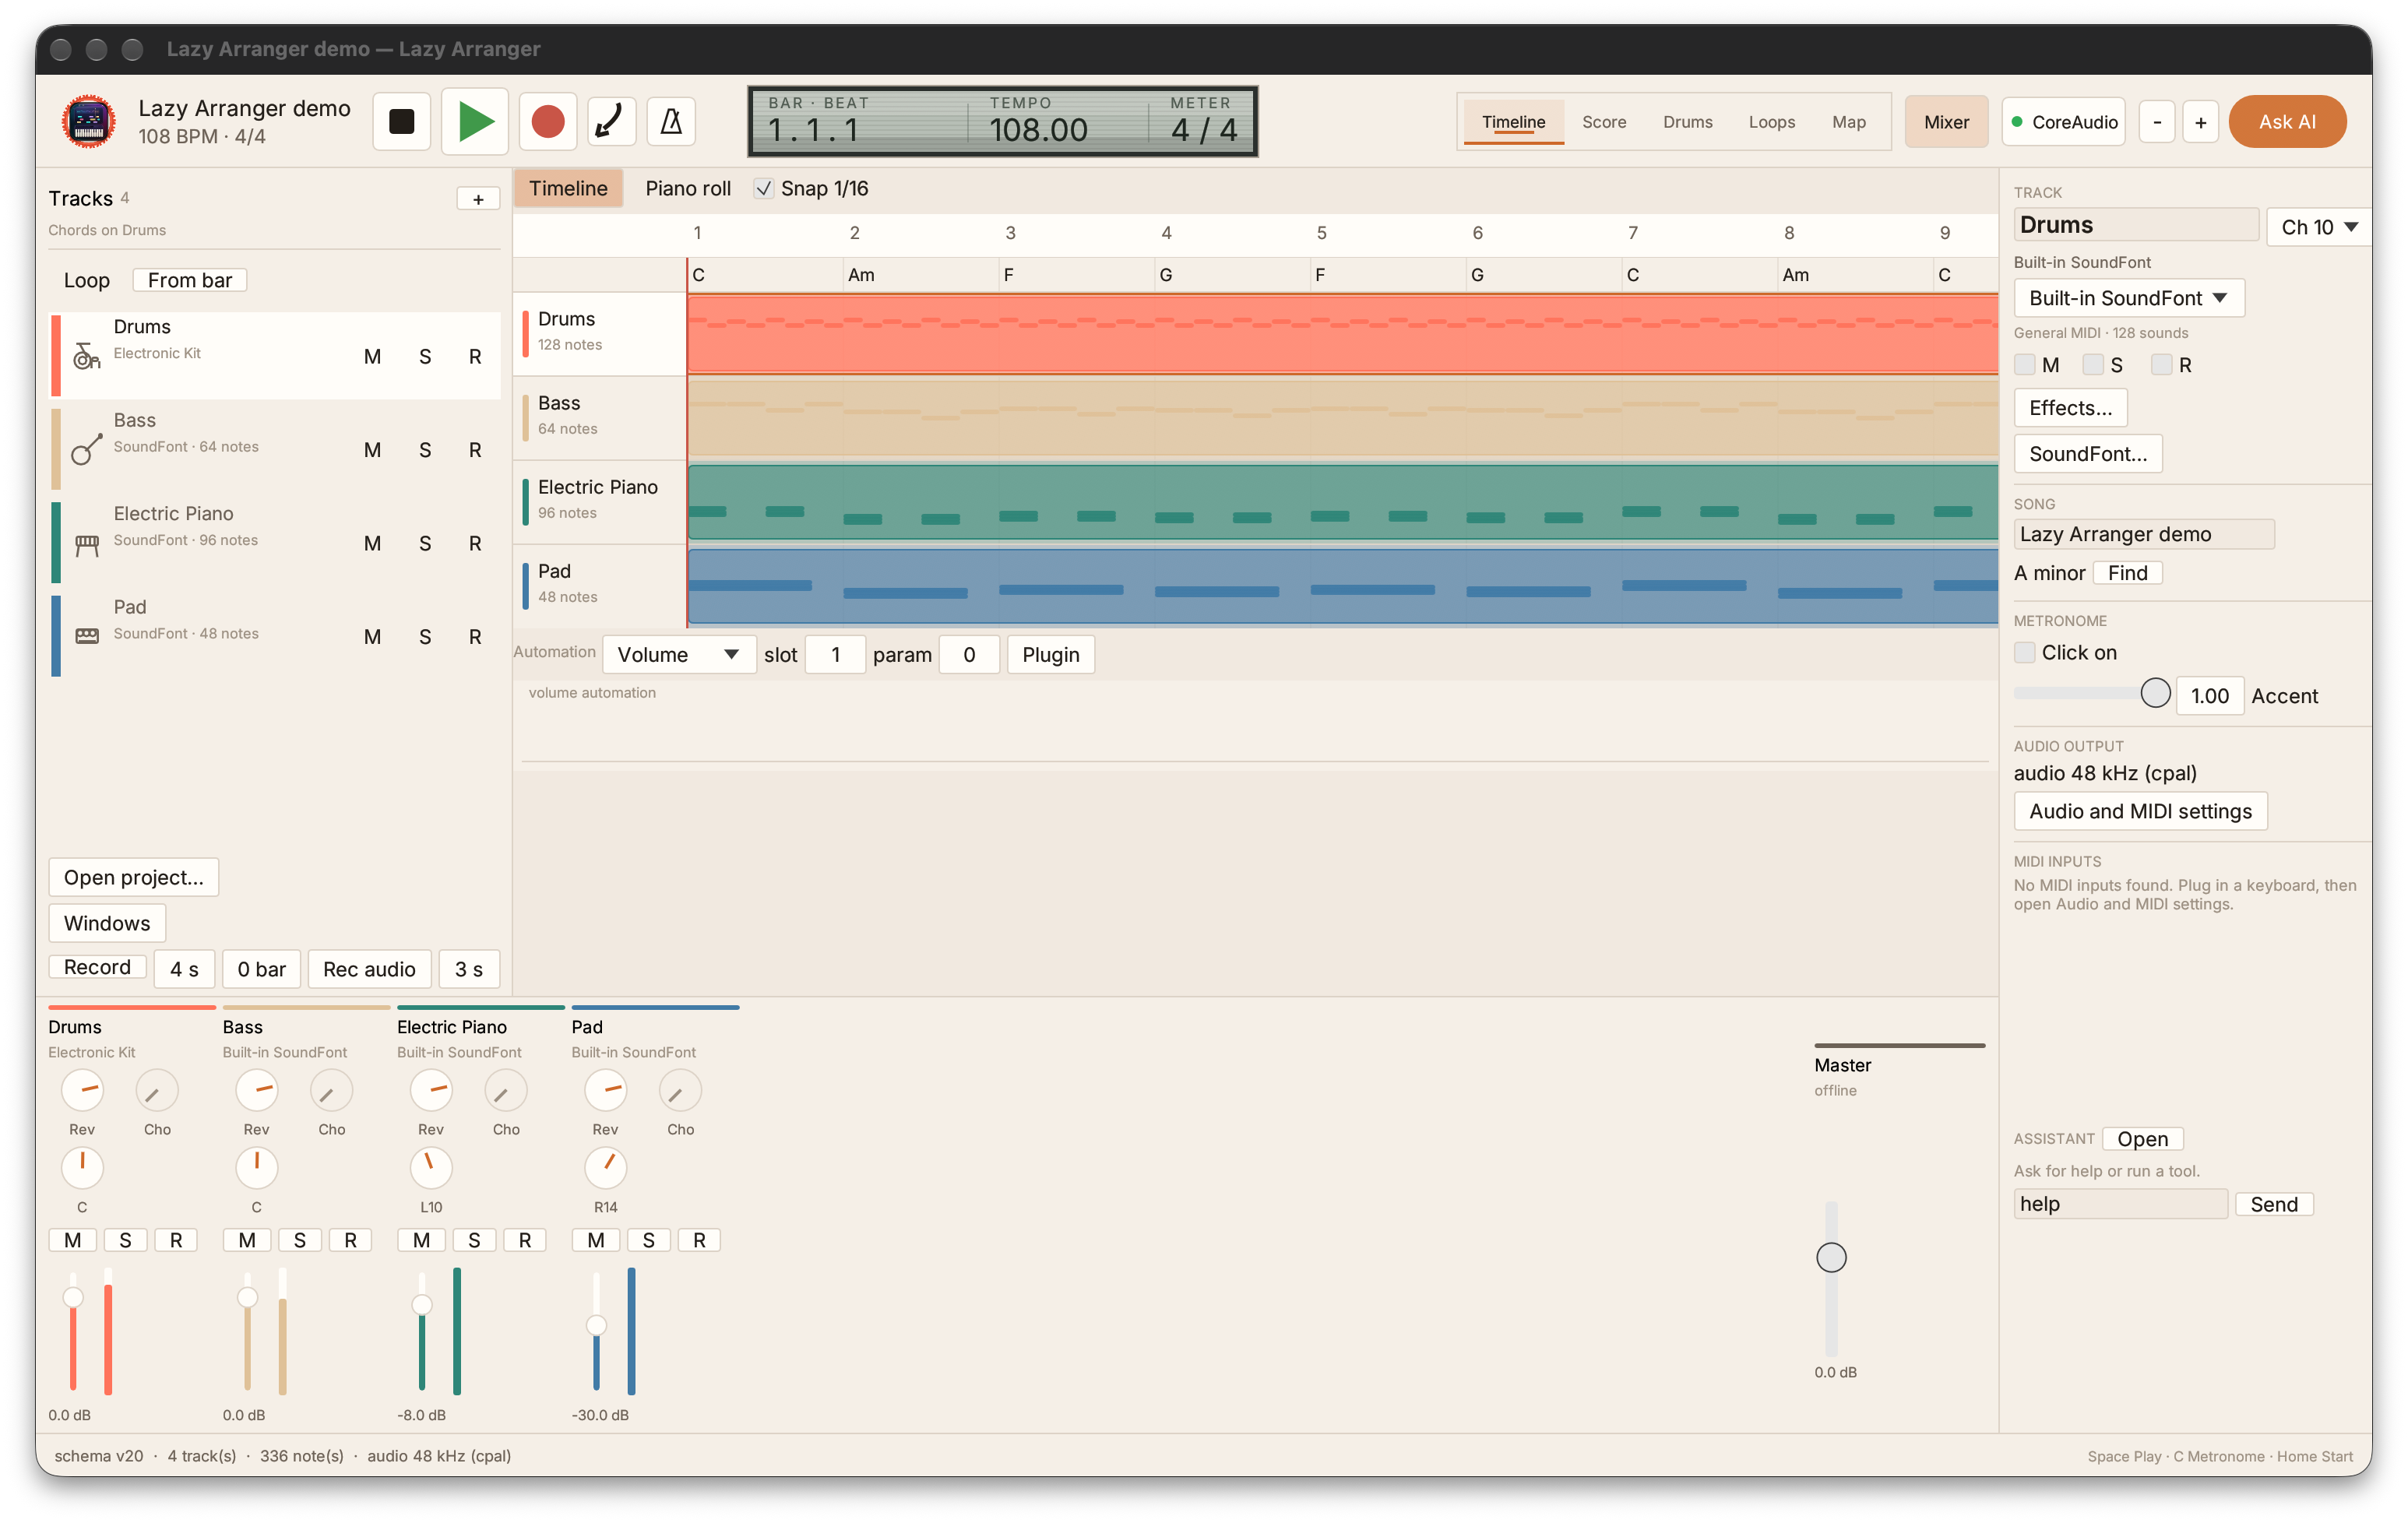 Lazy Arranger demo — Lazy Arranger
Lazy Arranger demo
108 BPM · 4/4
BAR · BEAT TEMPO METER
1 . 1 . 1 108.00 4 / 4
Timeline Score Drums Loops Map Mixer CoreAudio - + Ask AI
Tracks 4 +
Chords on Drums
Loop From bar
Drums
Electronic Kit
M S R
Bass
SoundFont · 64 notes
M S R
Electric Piano
SoundFont · 96 notes
M S R
Pad
SoundFont · 48 notes
M S R
Open project...
Windows
Record 4 s 0 bar Rec audio 3 s
Timeline Piano roll Snap 1/16
1 2 3 4 5 6 7 8 9
C Am F G F G C Am C
Drums
128 notes
Bass
64 notes
Electric Piano
96 notes
Pad
48 notes
Automation Volume slot 1 param 0 Plugin
volume automation
TRACK
Drums Ch 10
Built-in SoundFont
Built-in SoundFont
General MIDI · 128 sounds
M S R
Effects...
SoundFont...
SONG
Lazy Arranger demo
A minor Find
METRONOME
Click on
1.00 Accent
AUDIO OUTPUT
audio 48 kHz (cpal)
Audio and MIDI settings
MIDI INPUTS
No MIDI inputs found. Plug in a keyboard, then
open Audio and MIDI settings.
ASSISTANT Open
Ask for help or run a tool.
help Send
Drums
Electronic Kit
Rev Cho
C
M S R
0.0 dB
Bass
Built-in SoundFont
Rev Cho
C
M S R
0.0 dB
Electric Piano
Built-in SoundFont
Rev Cho
L10
M S R
-8.0 dB
Pad
Built-in SoundFont
Rev Cho
R14
M S R
-30.0 dB
Master
offline
0.0 dB
schema v20 · 4 track(s) · 336 note(s) · audio 48 kHz (cpal)
Space Play · C Metronome · Home Start